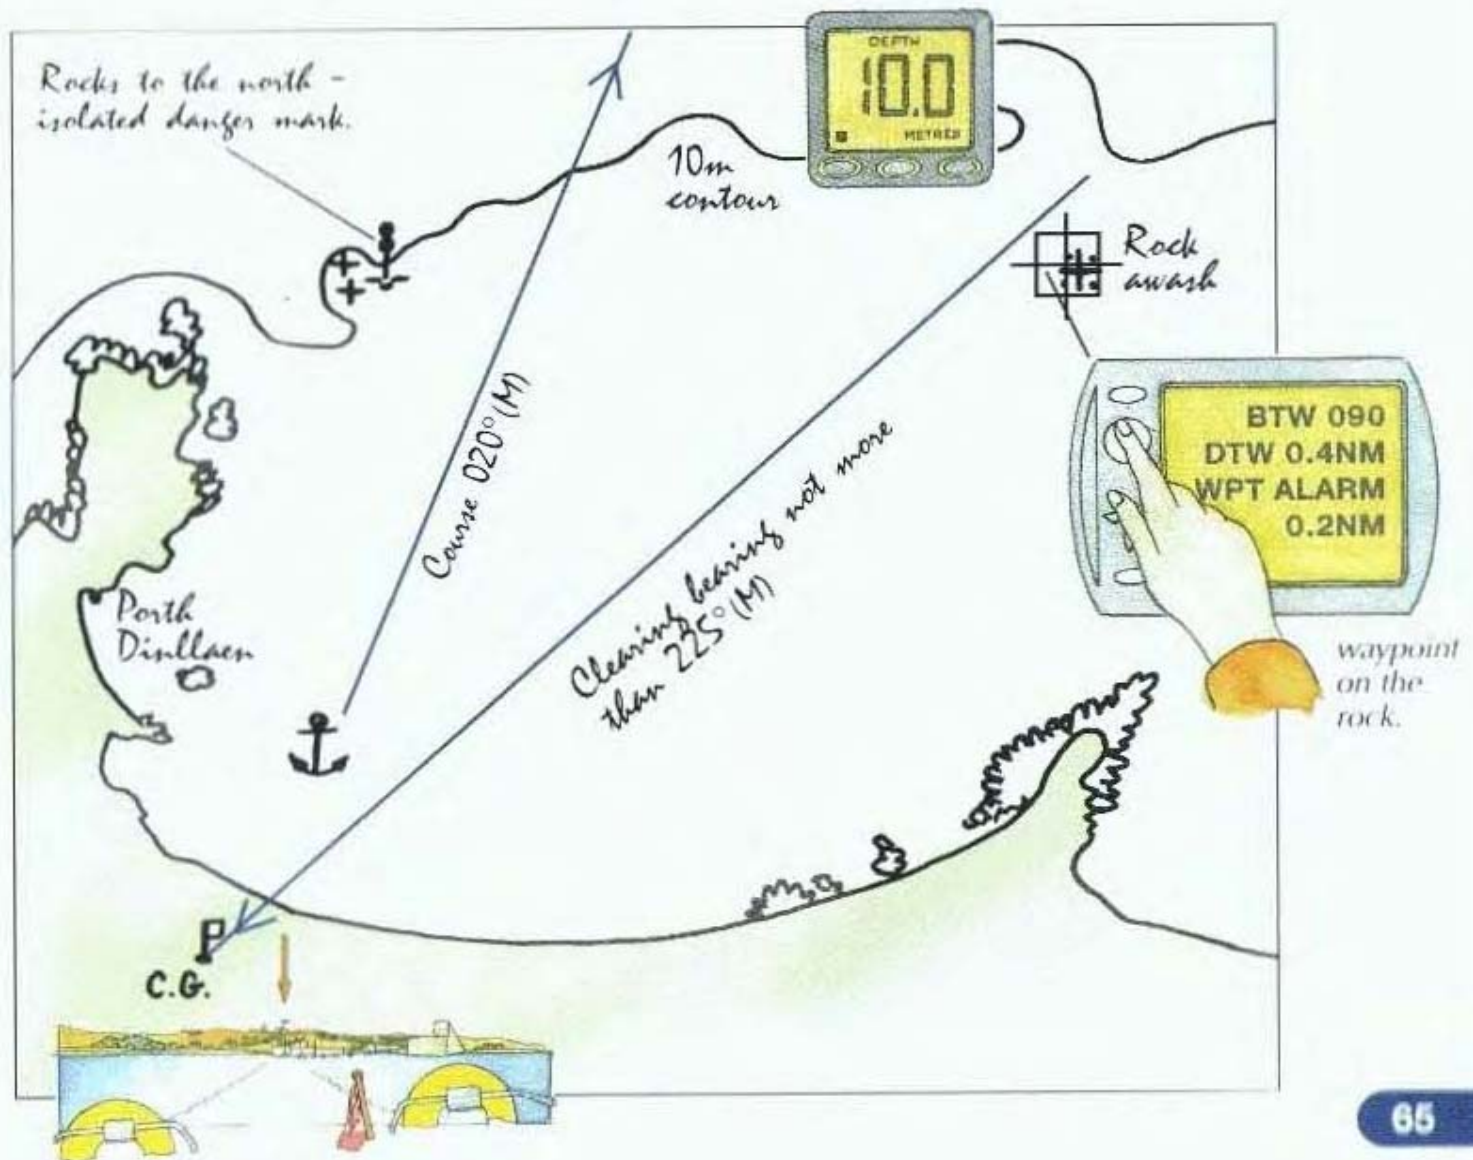 Rocks to the north -
isolated danger mark.
DEPTH
10.0
METRES
10m
contour
Rock
awash
BTW 090
DTW 0.4NM
WPT ALARM
0.2NM
waypoint
on the
rock.
Course 020° (M)
Clearing bearing not more
than 225° (M)
Porth
Dinllaen
C.G.
65